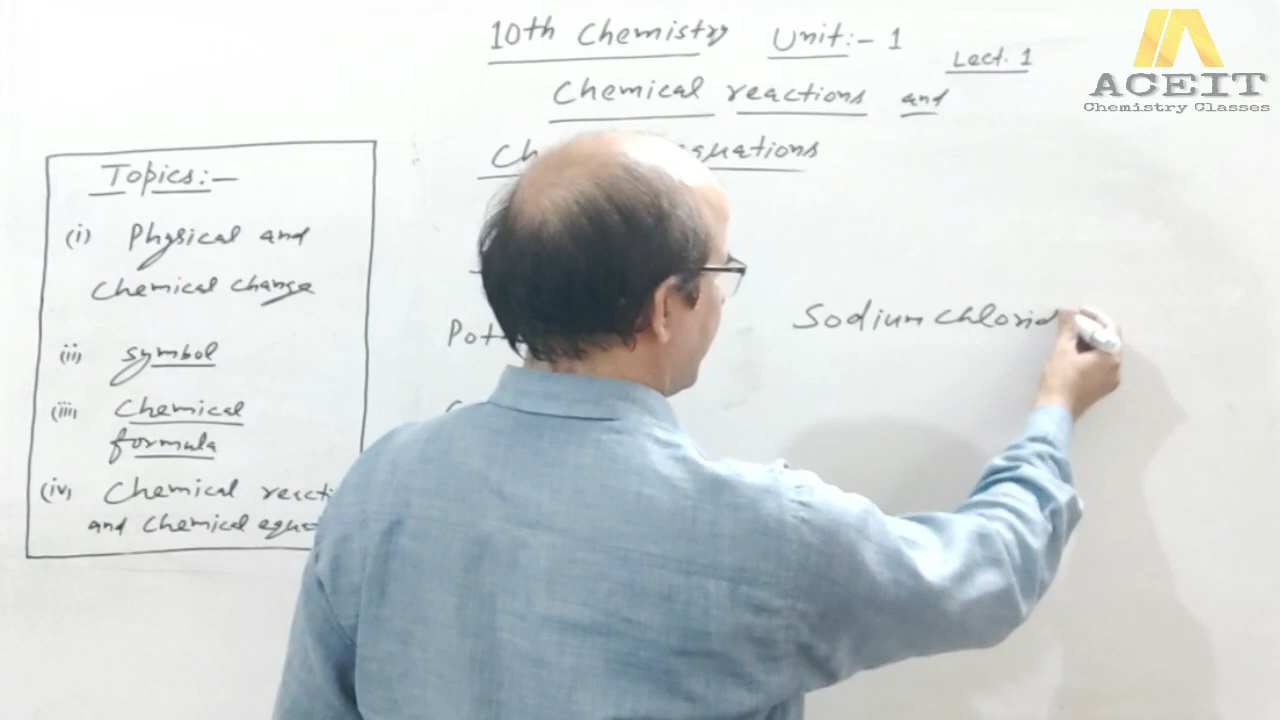 10th Chemistry Unit:- 1
Lect. 1
Chemical reactions and
equations
ACEIT
Chemistry Classes
Topics:-
(i) Physical and
Chemical change
(ii) symbol
(iii) Chemical
formula
(iv) Chemical
and Chemical
Sodium